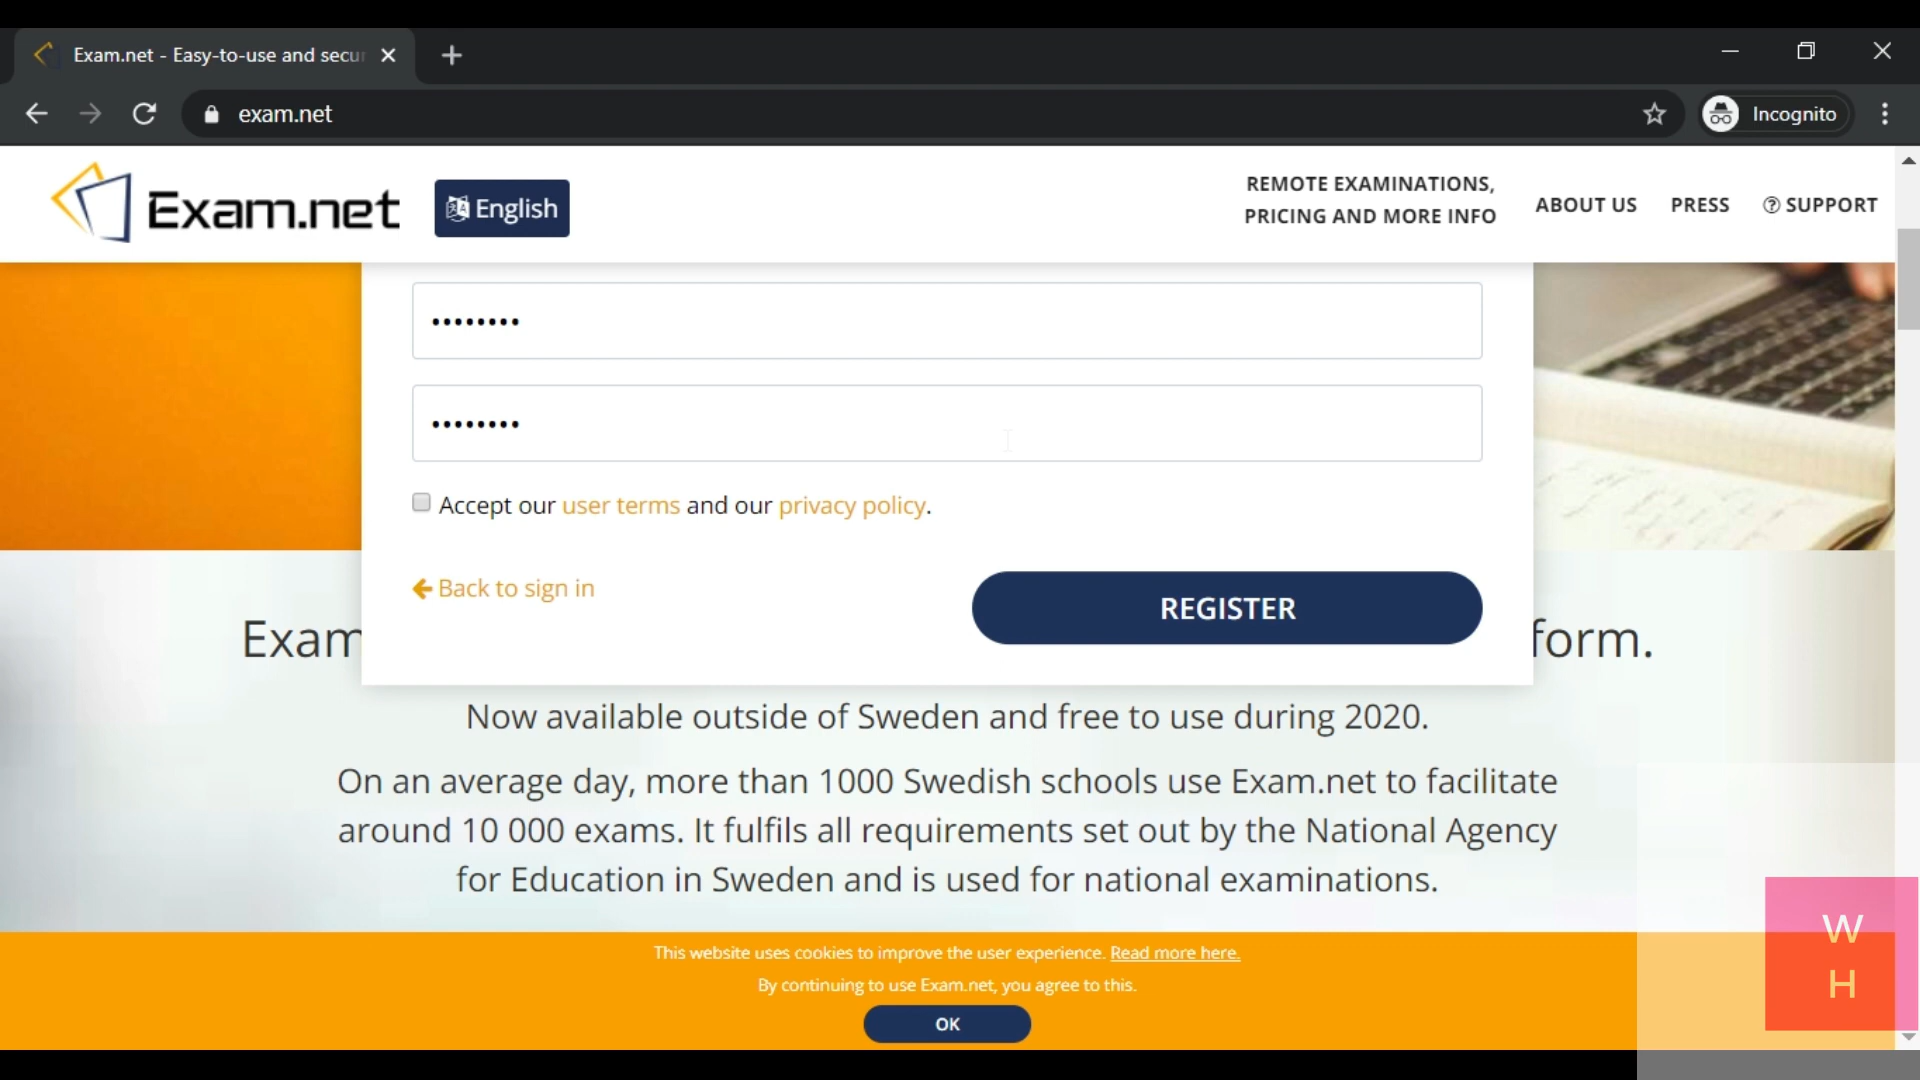 Exam.net - Easy-to-use and secur
exam.net
Incognito
Exam.net
English
REMOTE EXAMINATIONS,
PRICING AND MORE INFO
ABOUT US
PRESS
SUPPORT
••••••••
••••••••
Accept our user terms and our privacy policy.
Back to sign in
REGISTER
Exam
form.
Now available outside of Sweden and free to use during 2020.
On an average day, more than 1000 Swedish schools use Exam.net to facilitate
around 10 000 exams. It fulfils all requirements set out by the National Agency
for Education in Sweden and is used for national examinations.
This website uses cookies to improve the user experience. Read more here.
By continuing to use Exam.net, you agree to this.
OK
W
H